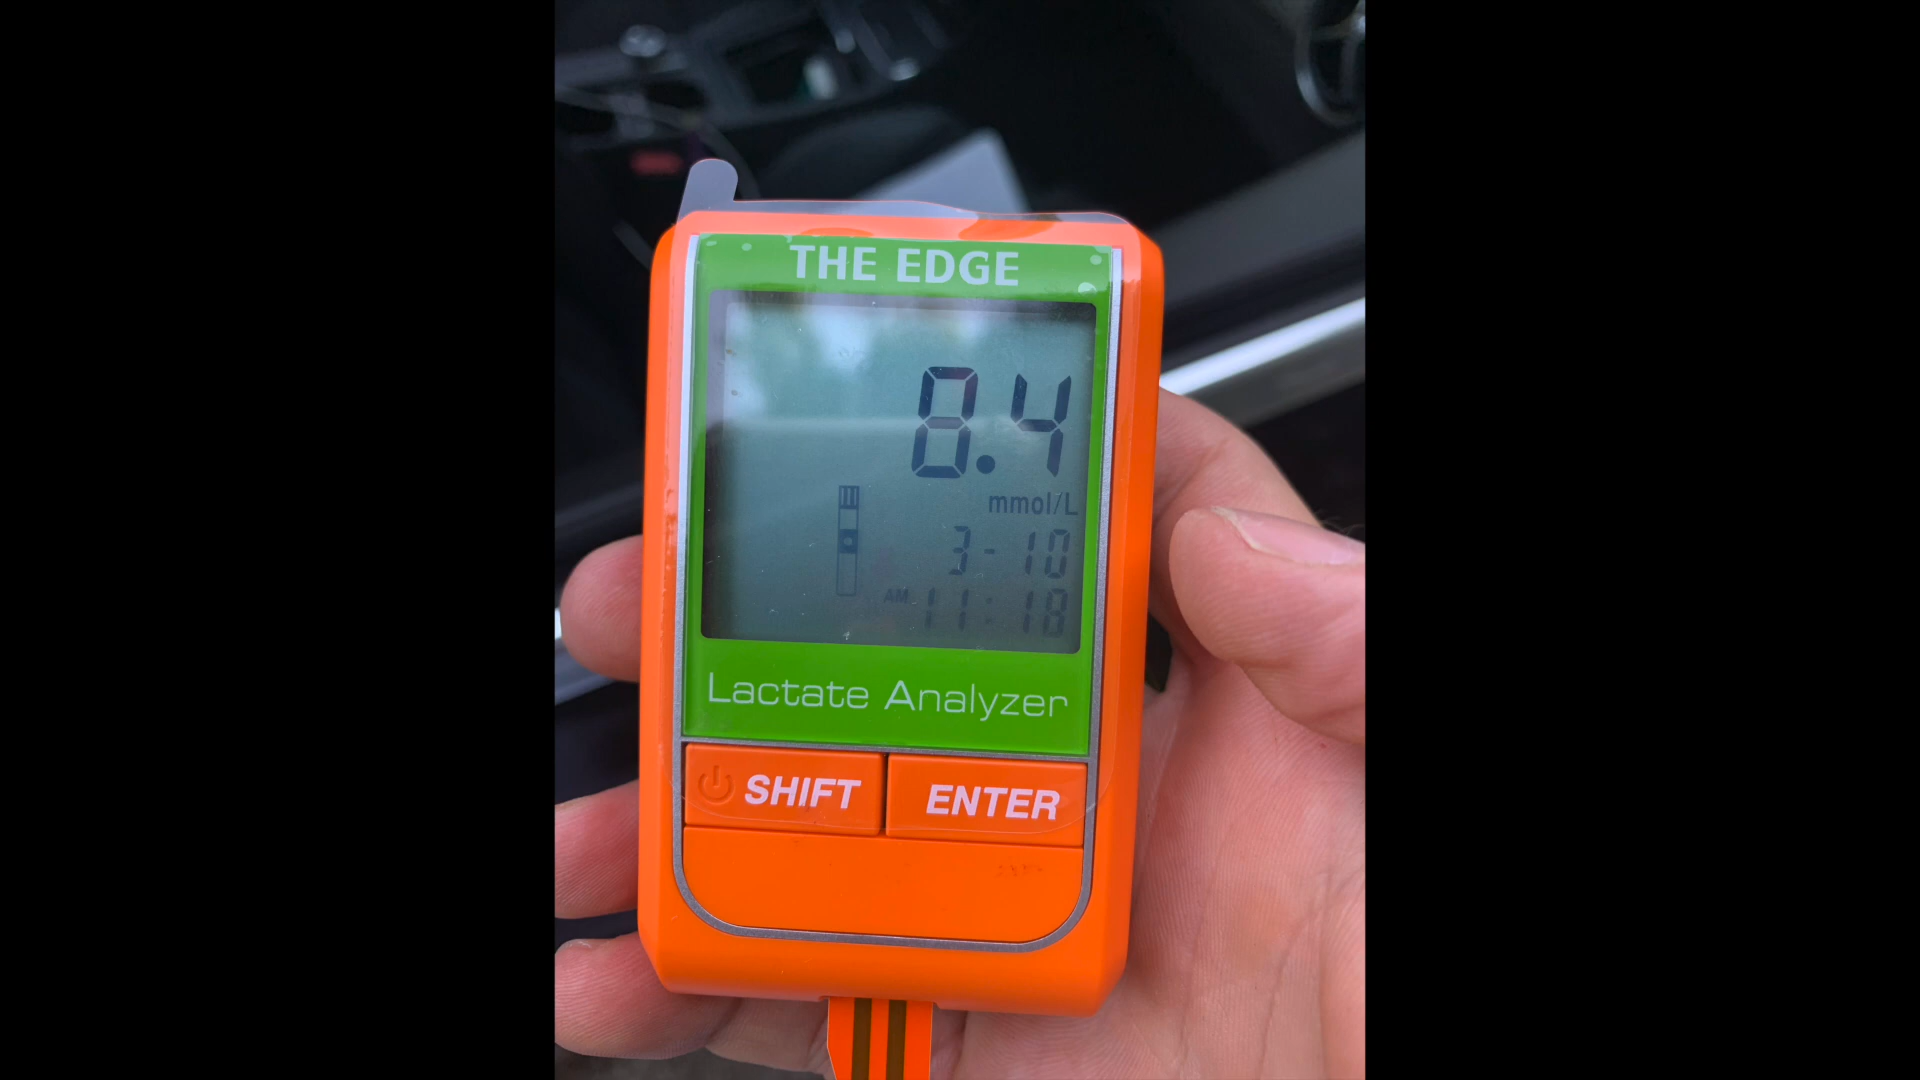 THE EDGE
8.4
mmol/L
3-10
AM 11:18
Lactate Analyzer
SHIFT
ENTER